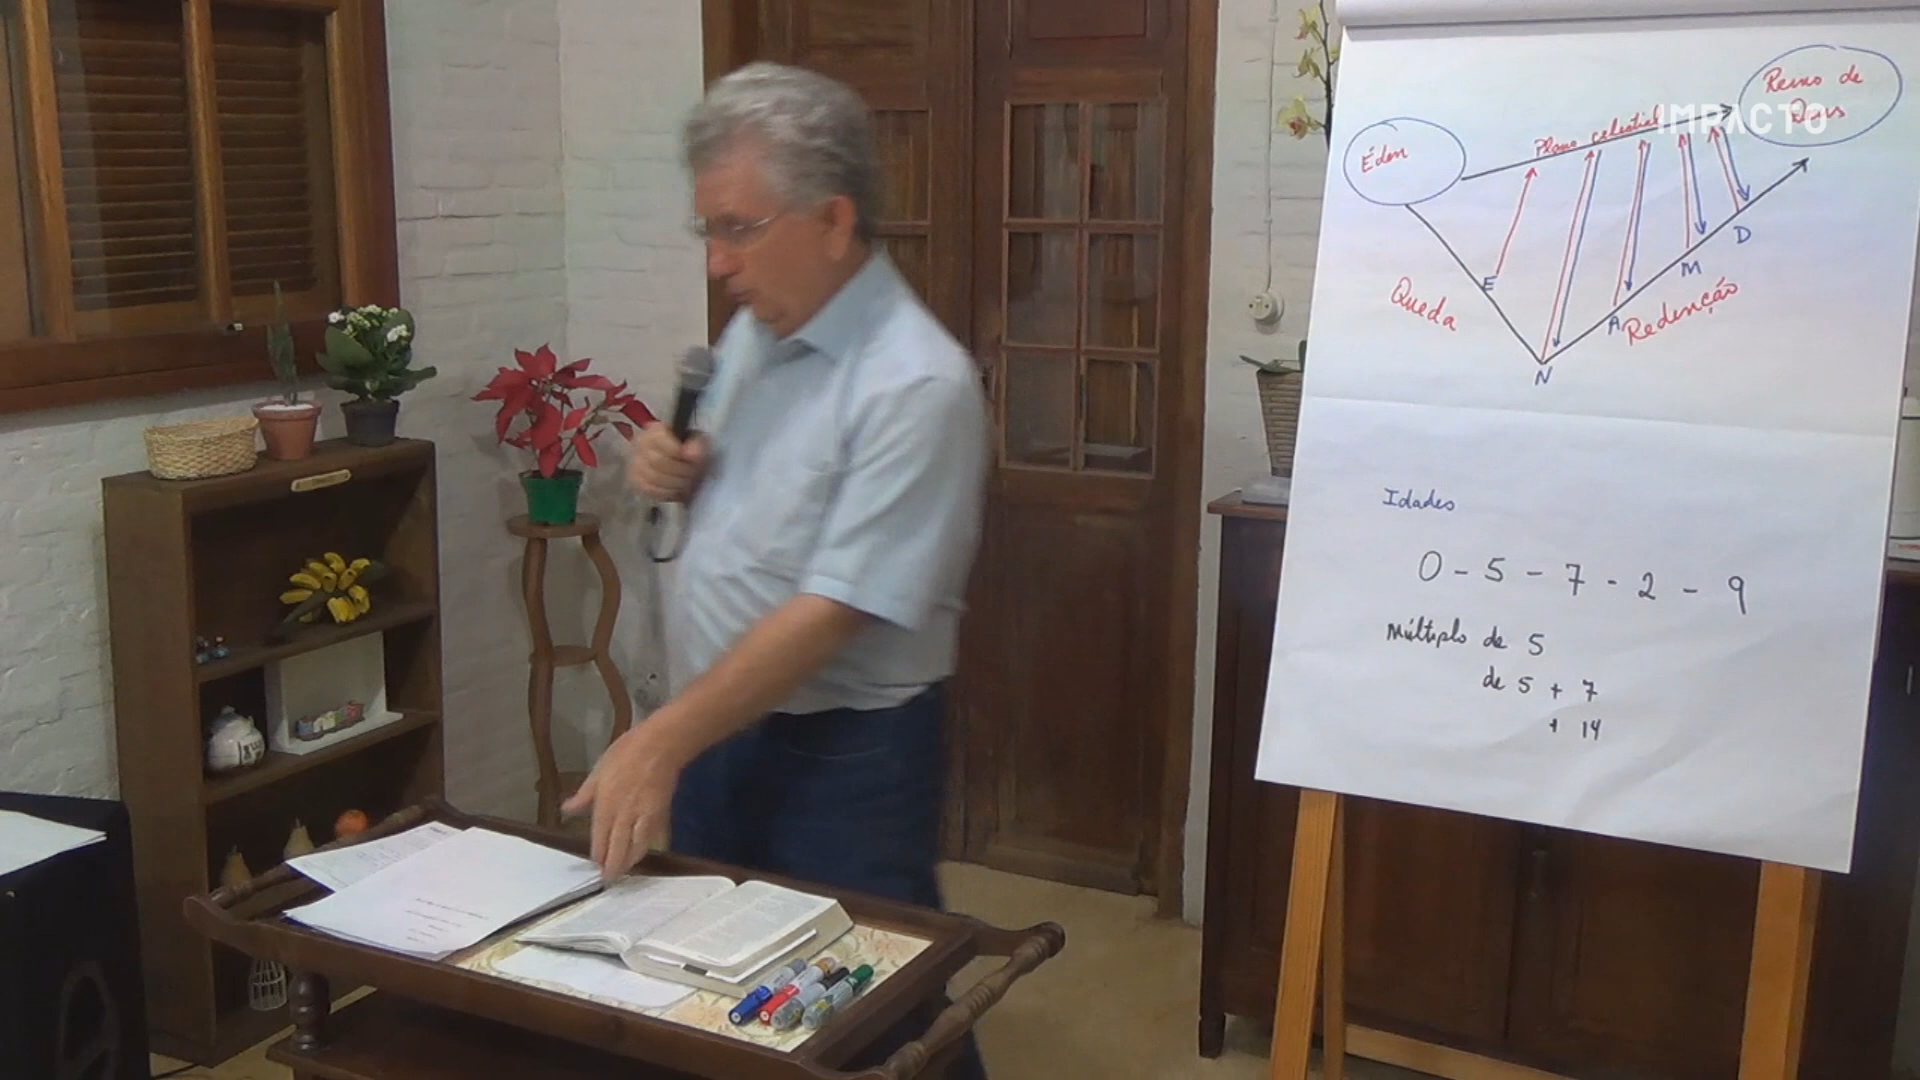 Reino de
Deus
IMPACTO
Éden
Plano celestial
E
D
M
Queda
A
Redenção
N
Idades
0 - 5 - 7 - 2 - 9
Múltiplo de 5
de 5 + 7
+ 14